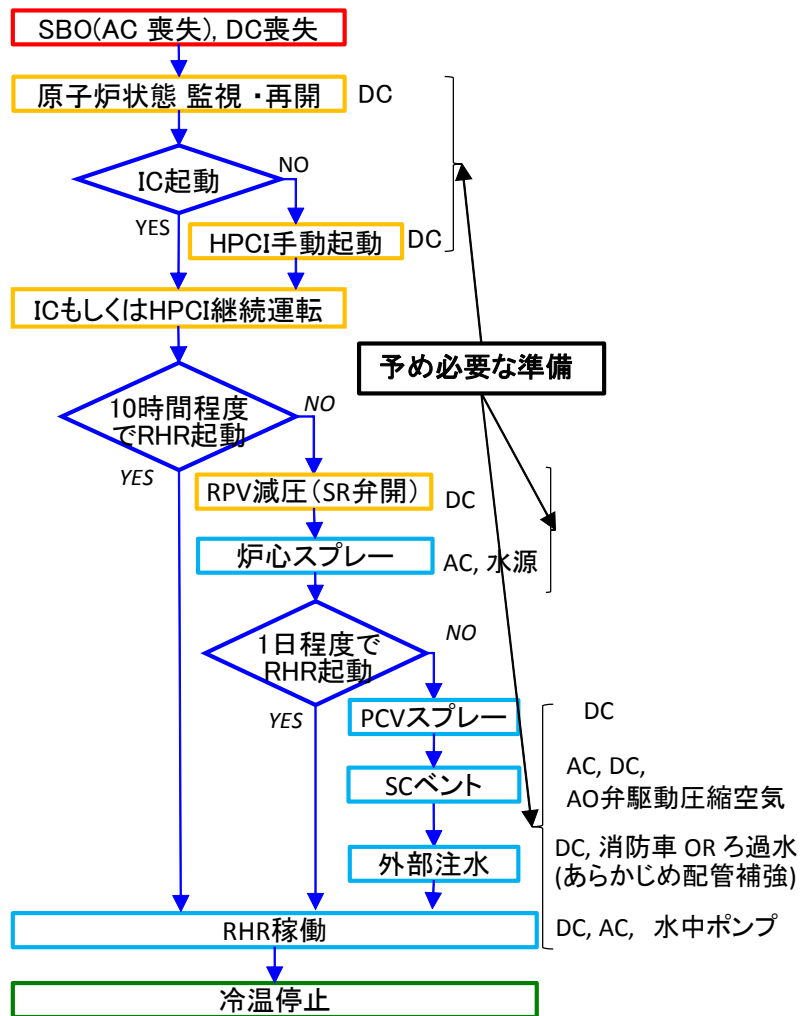 SBO(AC 喪失), DC喪失
原子炉状態 監視・再開
DC
IC起動
NO
YES
HPCI手動起動
DC
ICもしくはHPCI継続運転
予め必要な準備
10時間程度
でRHR起動
NO
YES
RPV減圧(SR弁開)
DC
炉心スプレー
AC, 水源
1日程度で
RHR起動
NO
YES
PCVスプレー
DC
SCベント
AC, DC,
AO弁駆動圧縮空気
外部注水
DC, 消防車 OR ろ過水
(あらかじめ配管補強)
RHR稼働
DC, AC, 水中ポンプ
冷温停止